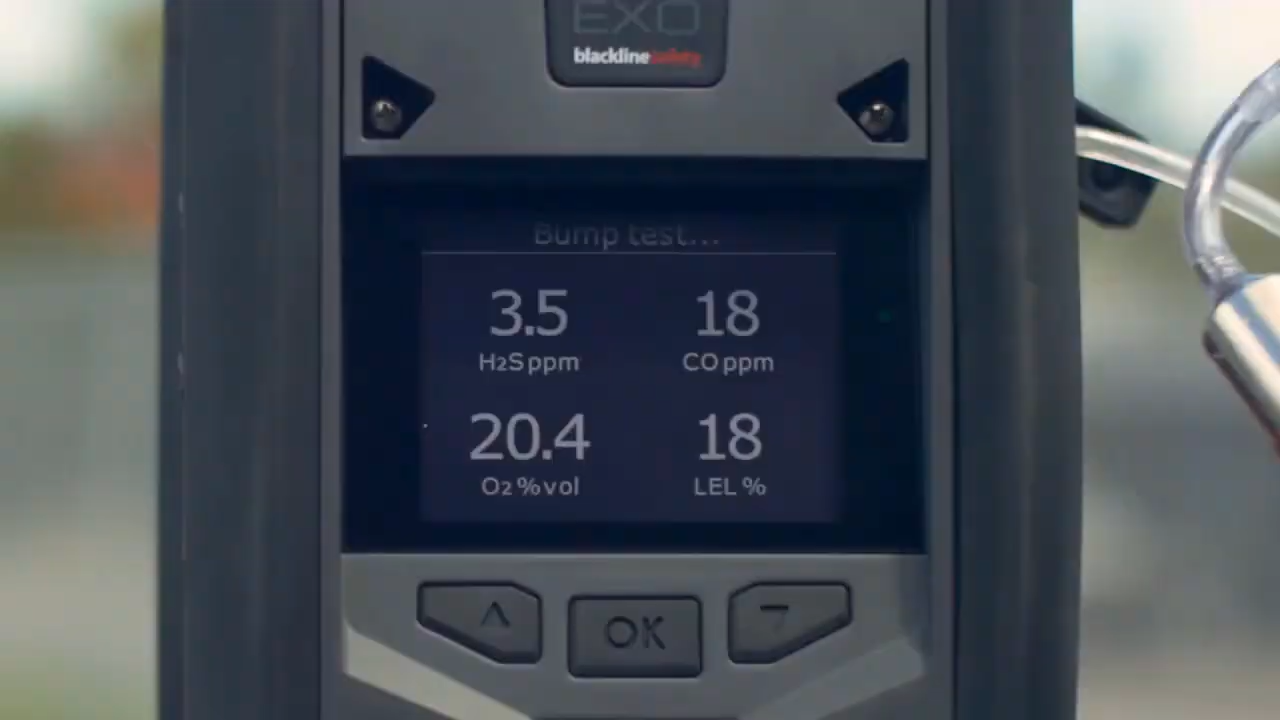 EXO
blacklinesafety
Bump test...
3.5 18
H₂S ppm CO ppm
20.4 18
O₂ % vol LEL %
OK